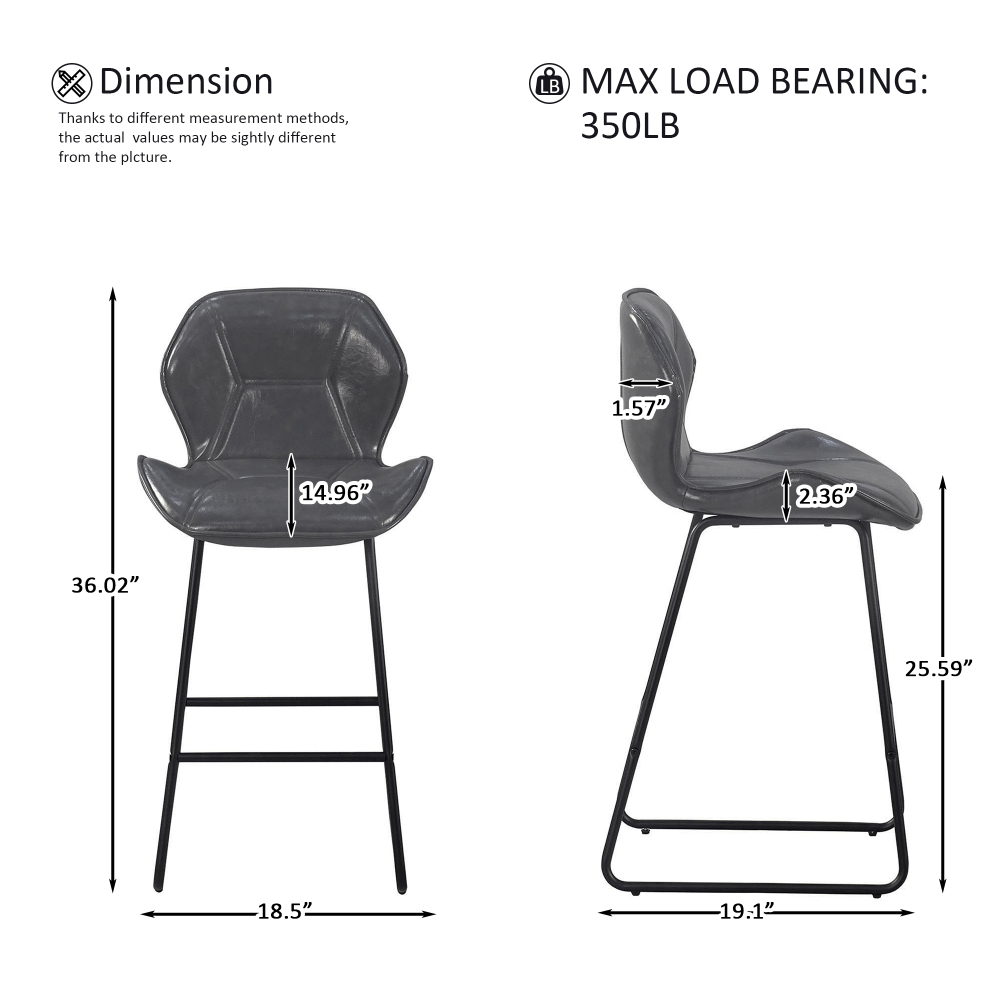 Dimension
Thanks to different measurement methods,
the actual values may be sightly different
from the plcture.
LB
MAX LOAD BEARING:
350LB
1.57”
14.96”
2.36”
36.02”
25.59”
18.5”
19.1”